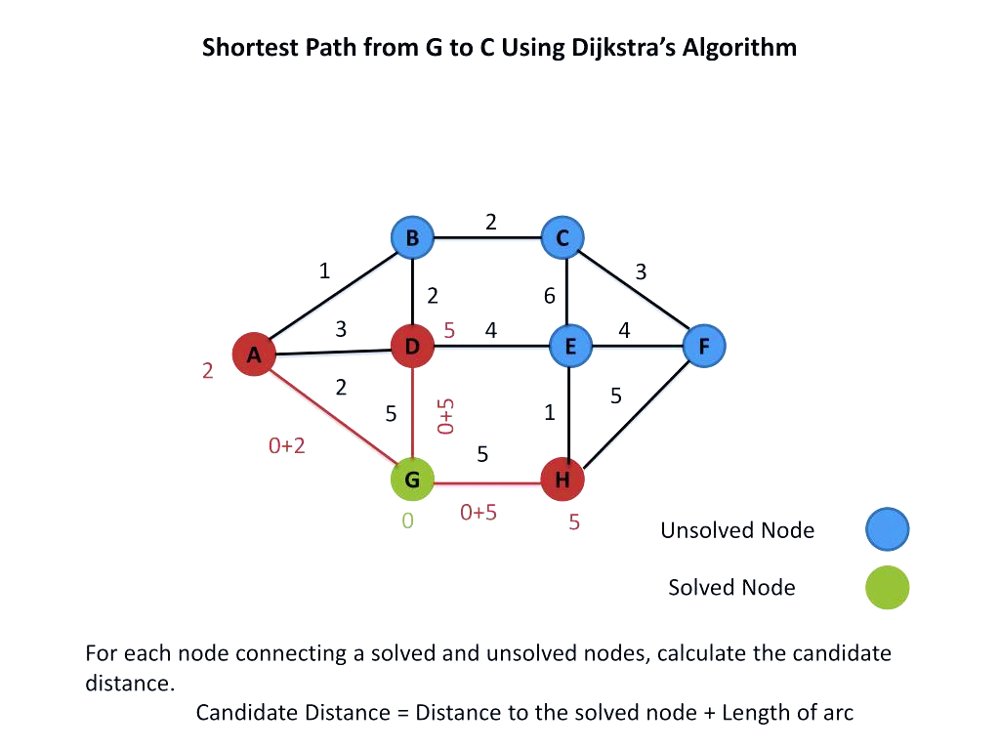 Shortest Path from G to C Using Dijkstra's Algorithm
2
B
C
1
2
6
3
3
5
4
4
A
D
E
F
2
2
5
0+5
1
5
0+2
5
G
H
0
0+5
5
Unsolved Node
Solved Node
For each node connecting a solved and unsolved nodes, calculate the candidate
distance.
Candidate Distance = Distance to the solved node + Length of arc